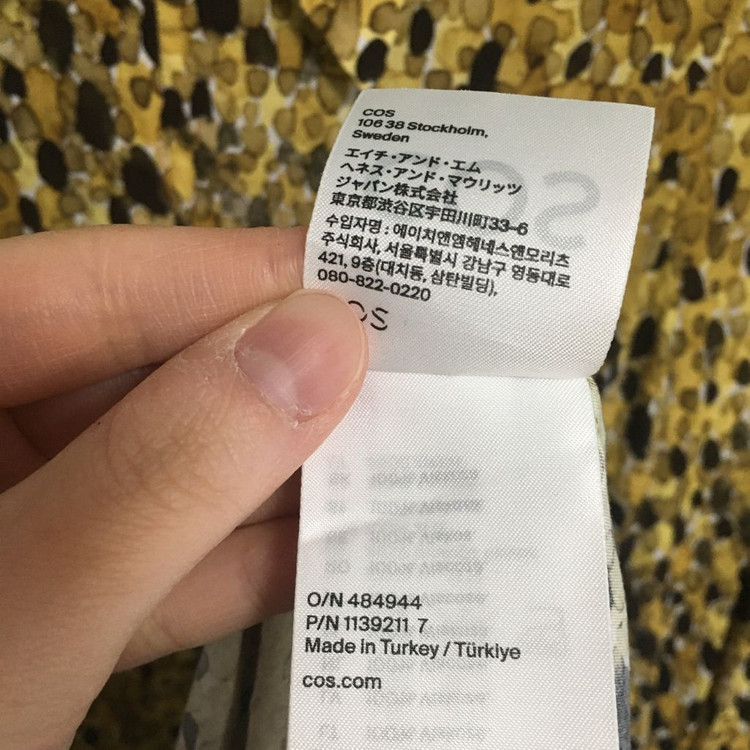 COS
106 38 Stockholm,
Sweden
エイチ・アンド・エム
ヘネス・アンド・マウリッツ
ジャパン株式会社
東京都渋谷区宇田川町33-6
수입자명 : 에이치앤엠헤네스앤모리츠
주식회사, 서울특별시 강남구 영동대로
421, 9층(대치동, 삼탄빌딩),
080-822-0220
OS
O/N 484944
P/N 1139211 7
Made in Turkey / Türkiye
cos.com